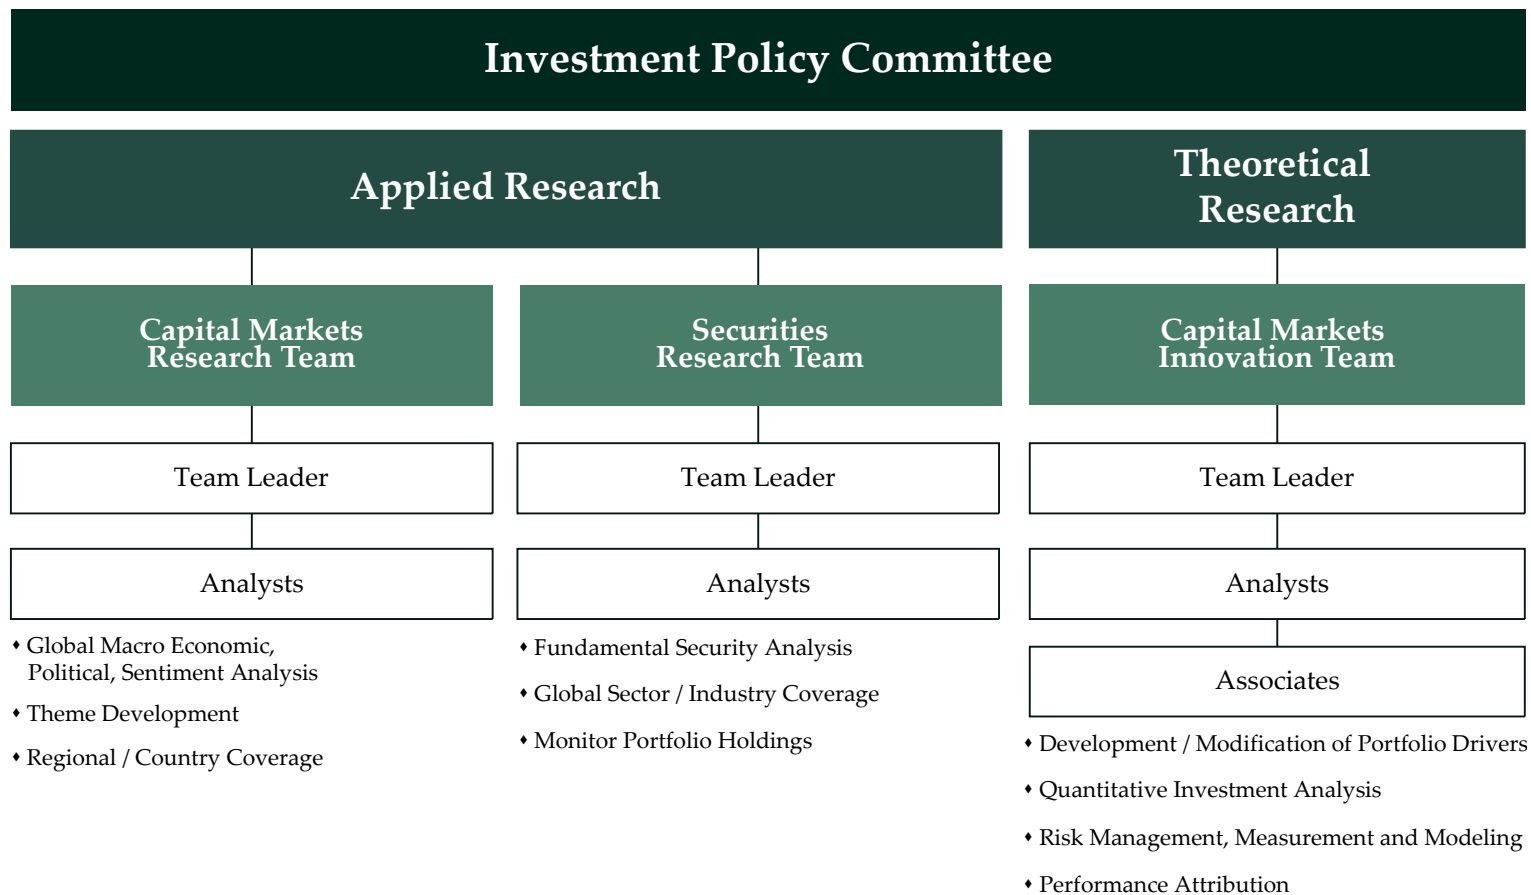 Investment Policy Committee
Applied Research
Theoretical
Research
Capital Markets
Research Team
Securities
Research Team
Capital Markets
Innovation Team
Team Leader
Team Leader
Team Leader
Analysts
Analysts
Analysts
Associates
♦ Global Macro Economic,
Political, Sentiment Analysis
♦ Theme Development
♦ Regional / Country Coverage
♦ Fundamental Security Analysis
♦ Global Sector / Industry Coverage
♦ Monitor Portfolio Holdings
♦ Development / Modification of Portfolio Drivers
♦ Quantitative Investment Analysis
♦ Risk Management, Measurement and Modeling
♦ Performance Attribution